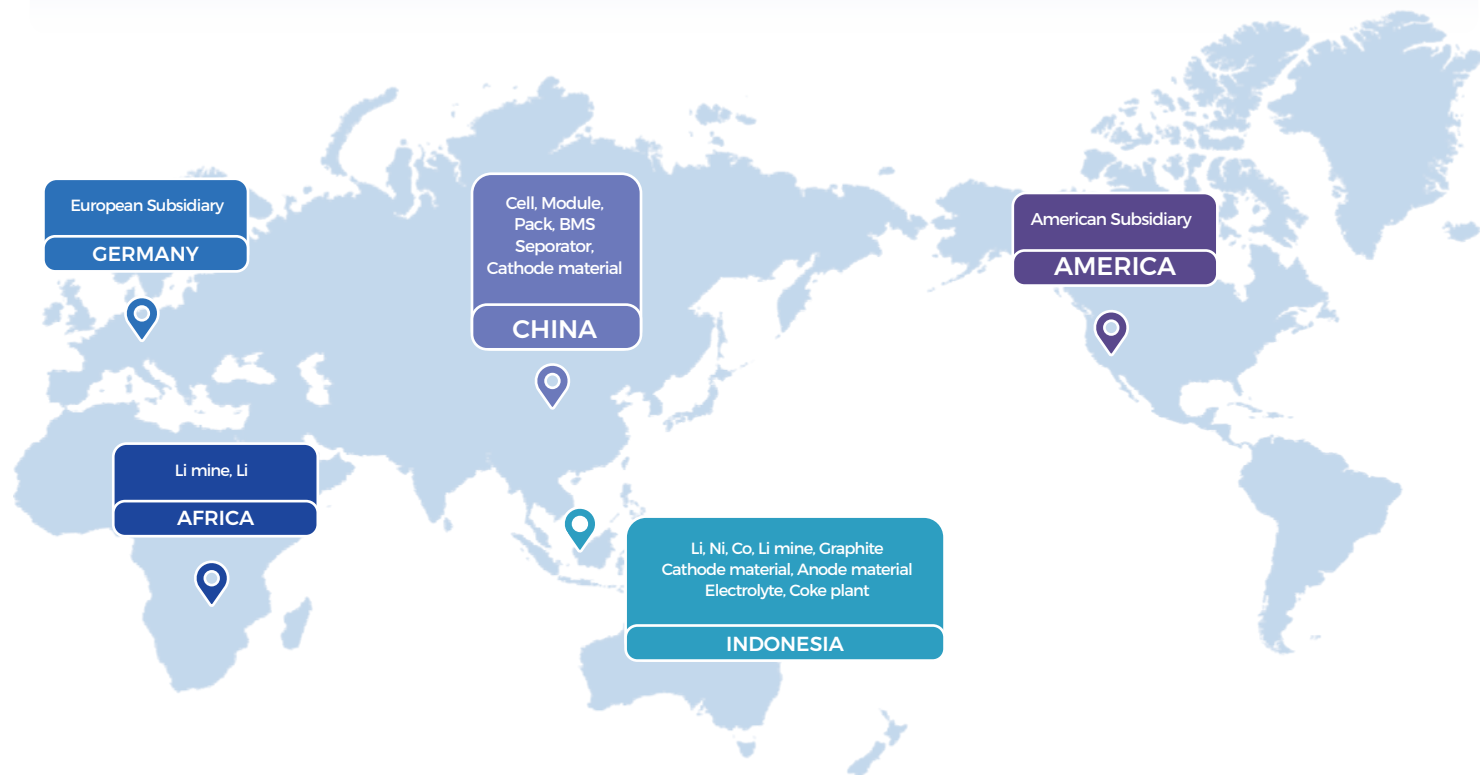 European Subsidiary
GERMANY
Cell, Module,
Pack, BMS
Seporator,
Cathode material
CHINA
American Subsidiary
AMERICA
Li mine, Li
AFRICA
Li, Ni, Co, Li mine, Graphite
Cathode material, Anode material
Electrolyte, Coke plant
INDONESIA